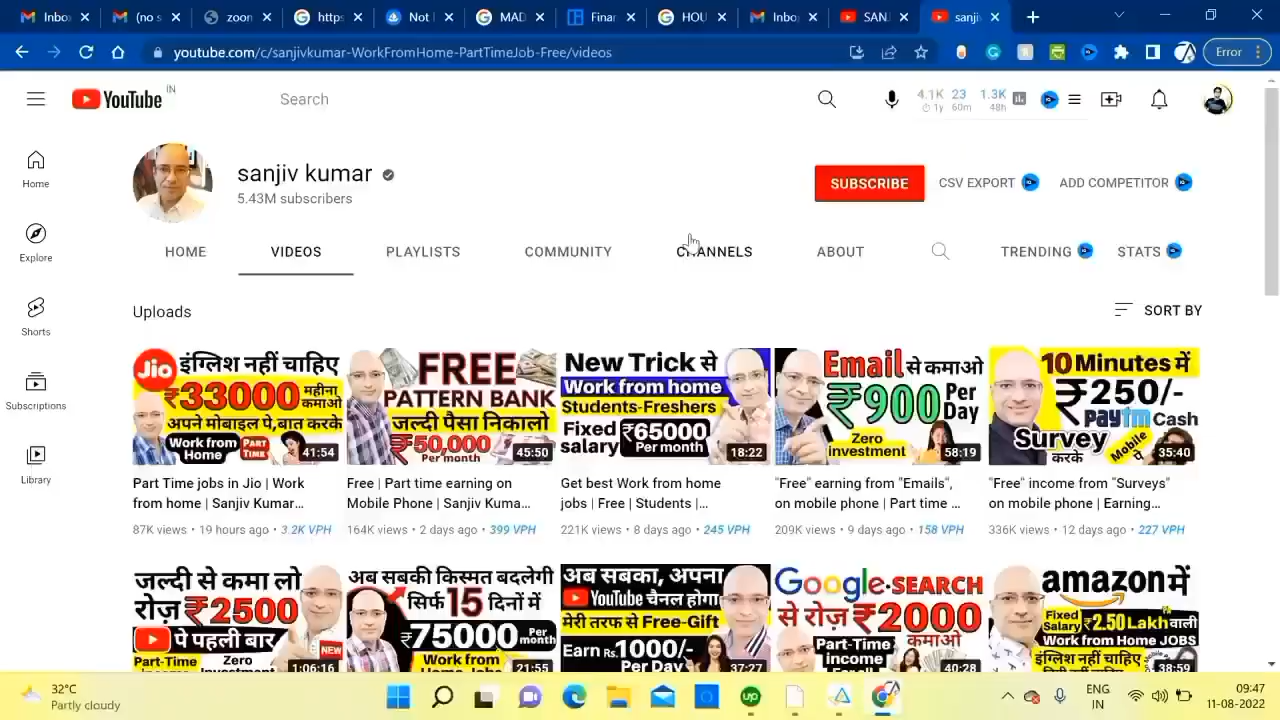 Inbo
(no s
zoon
https
Not l
MAD
Finar
HOU
Inbo
SANJ
sanji
youtube.com/c/sanjivkumar-WorkFromHome-PartTimeJob-Free/videos
Error
YouTube IN
Search
4.1K 23 1.3K
1y 60m 48h
sanjiv kumar
5.43M subscribers
SUBSCRIBE
CSV EXPORT
ADD COMPETITOR
Home
Explore
Shorts
Subscriptions
Library
HOME
VIDEOS
PLAYLISTS
COMMUNITY
CHANNELS
ABOUT
TRENDING
STATS
Uploads
SORT BY
Jio इंग्लिश नहीं चाहिए
₹33000 महीना कमाओ
अपने मोबाइल पे,बात करके
Work from Home PART TIME
41:54
Part Time jobs in Jio | Work
from home | Sanjiv Kumar...
87K views • 19 hours ago • 3.2K VPH
FREE
PATTERN BANK
जल्दी पैसा निकालो
₹50,000
Per month
45:50
Free | Part time earning on
Mobile Phone | Sanjiv Kuma...
164K views • 2 days ago • 399 VPH
New Trick से
Work from home
Students-Freshers
Fixed salary ₹65000 Per month
18:22
Get best Work from home
jobs | Free | Students |...
221K views • 8 days ago • 245 VPH
Email से कमाओ
₹900 Per Day
Zero investment
58:19
"Free" earning from "Emails",
on mobile phone | Part time ...
209K views • 9 days ago • 158 VPH
10 Minutes में
₹250/-
paytm Cash
Survey करके
Mobile पे
35:40
"Free" income from "Surveys"
on mobile phone | Earning...
336K views • 12 days ago • 227 VPH
जल्दी से कमा लो
रोज़ ₹2500
पे पहली बार
NEW
Part-Time
Zero
1:06:16
अब सबकी किस्मत बदलेगी
सिर्फ 15 दिनों में
₹75000 Per month
Work from
21:55
अब सबका, अपना
YouTube चैनल होगा
मेरी तरफ से Free-Gift
Earn Rs.1000/-
Per Day
37:27
Google-SEARCH
से रोज़ ₹2000
कमाओ
Part-Time
income
40:28
amazon में
Fixed Salary ₹2.50 Lakh वाली
Work from Home JOBS
इंग्लिश नहीं चाहिए
38:59
32°C
Partly cloudy
ENG
IN
09:47
11-08-2022